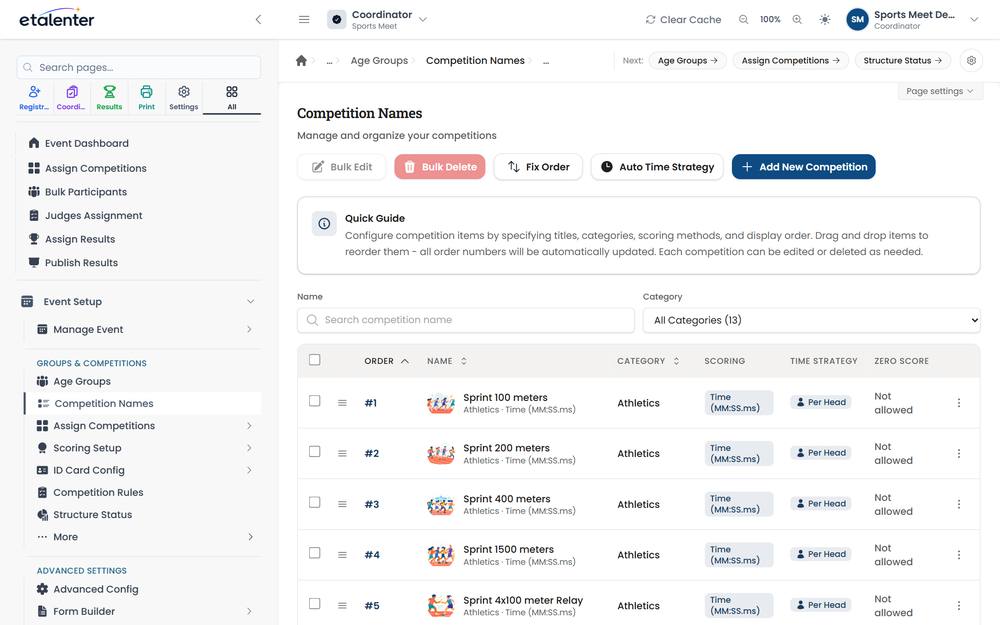 etalenter
Coordinator
Sports Meet
Clear Cache
100%
SM
Sports Meet De...
Coordinator
Search pages...
Registr...
Coordi...
Results
Print
Settings
All
... Age Groups Competition Names ...
Next: Age Groups → Assign Competitions → Structure Status →
Page settings
Event Dashboard
Assign Competitions
Bulk Participants
Judges Assignment
Assign Results
Publish Results
Event Setup
Manage Event
GROUPS & COMPETITIONS
Age Groups
Competition Names
Assign Competitions
Scoring Setup
ID Card Config
Competition Rules
Structure Status
More
ADVANCED SETTINGS
Advanced Config
Form Builder
Competition Names
Manage and organize your competitions
Bulk Edit
Bulk Delete
Fix Order
Auto Time Strategy
Add New Competition
Quick Guide
Configure competition items by specifying titles, categories, scoring methods, and display order. Drag and drop items to
reorder them - all order numbers will be automatically updated. Each competition can be edited or deleted as needed.
Name
Search competition name
Category
All Categories (13)
ORDER NAME CATEGORY SCORING TIME STRATEGY ZERO SCORE
#1
Sprint 100 meters
Athletics · Time (MM:SS.ms)
Athletics
Time
(MM:SS.ms)
Per Head
Not
allowed
#2
Sprint 200 meters
Athletics · Time (MM:SS.ms)
Athletics
Time
(MM:SS.ms)
Per Head
Not
allowed
#3
Sprint 400 meters
Athletics · Time (MM:SS.ms)
Athletics
Time
(MM:SS.ms)
Per Head
Not
allowed
#4
Sprint 1500 meters
Athletics · Time (MM:SS.ms)
Athletics
Time
(MM:SS.ms)
Per Head
Not
allowed
#5
Sprint 4x100 meter Relay
Athletics · Time (MM:SS.ms)
Athletics
Time
(MM:SS.ms)
Per Head
Not
allowed